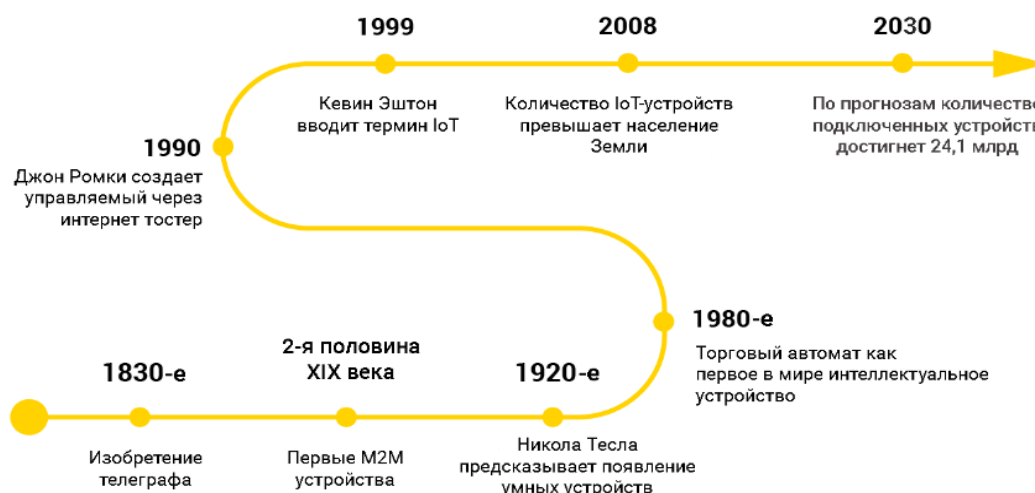 1999
Кевин Эштон
вводит термин IoT
2008
Количество IoT-устройств
превышает население
Земли
2030
По прогнозам количество
подключенных устройств
достигнет 24,1 млрд
1990
Джон Ромки создает
управляемый через
интернет тостер
1980-е
Торговый автомат как
первое в мире интеллектуальное
устройство
1830-е
Изобретение
телеграфа
2-я половина
XIX века
Первые M2M
устройства
1920-е
Никола Тесла
предсказывает появление
умных устройств